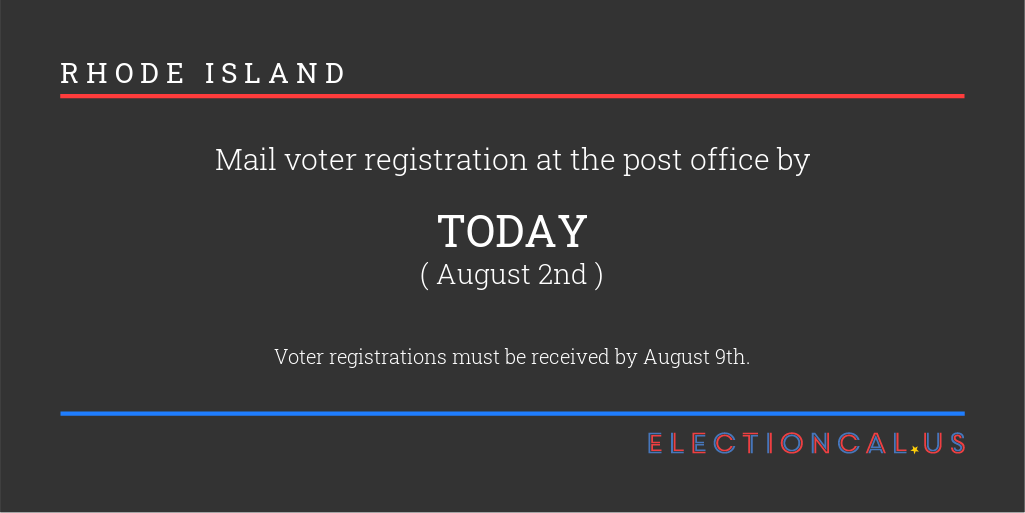 RHODE ISLAND
Mail voter registration at the post office by
TODAY
( August 2nd )
Voter registrations must be received by August 9th.
ELECTIONCAL.US